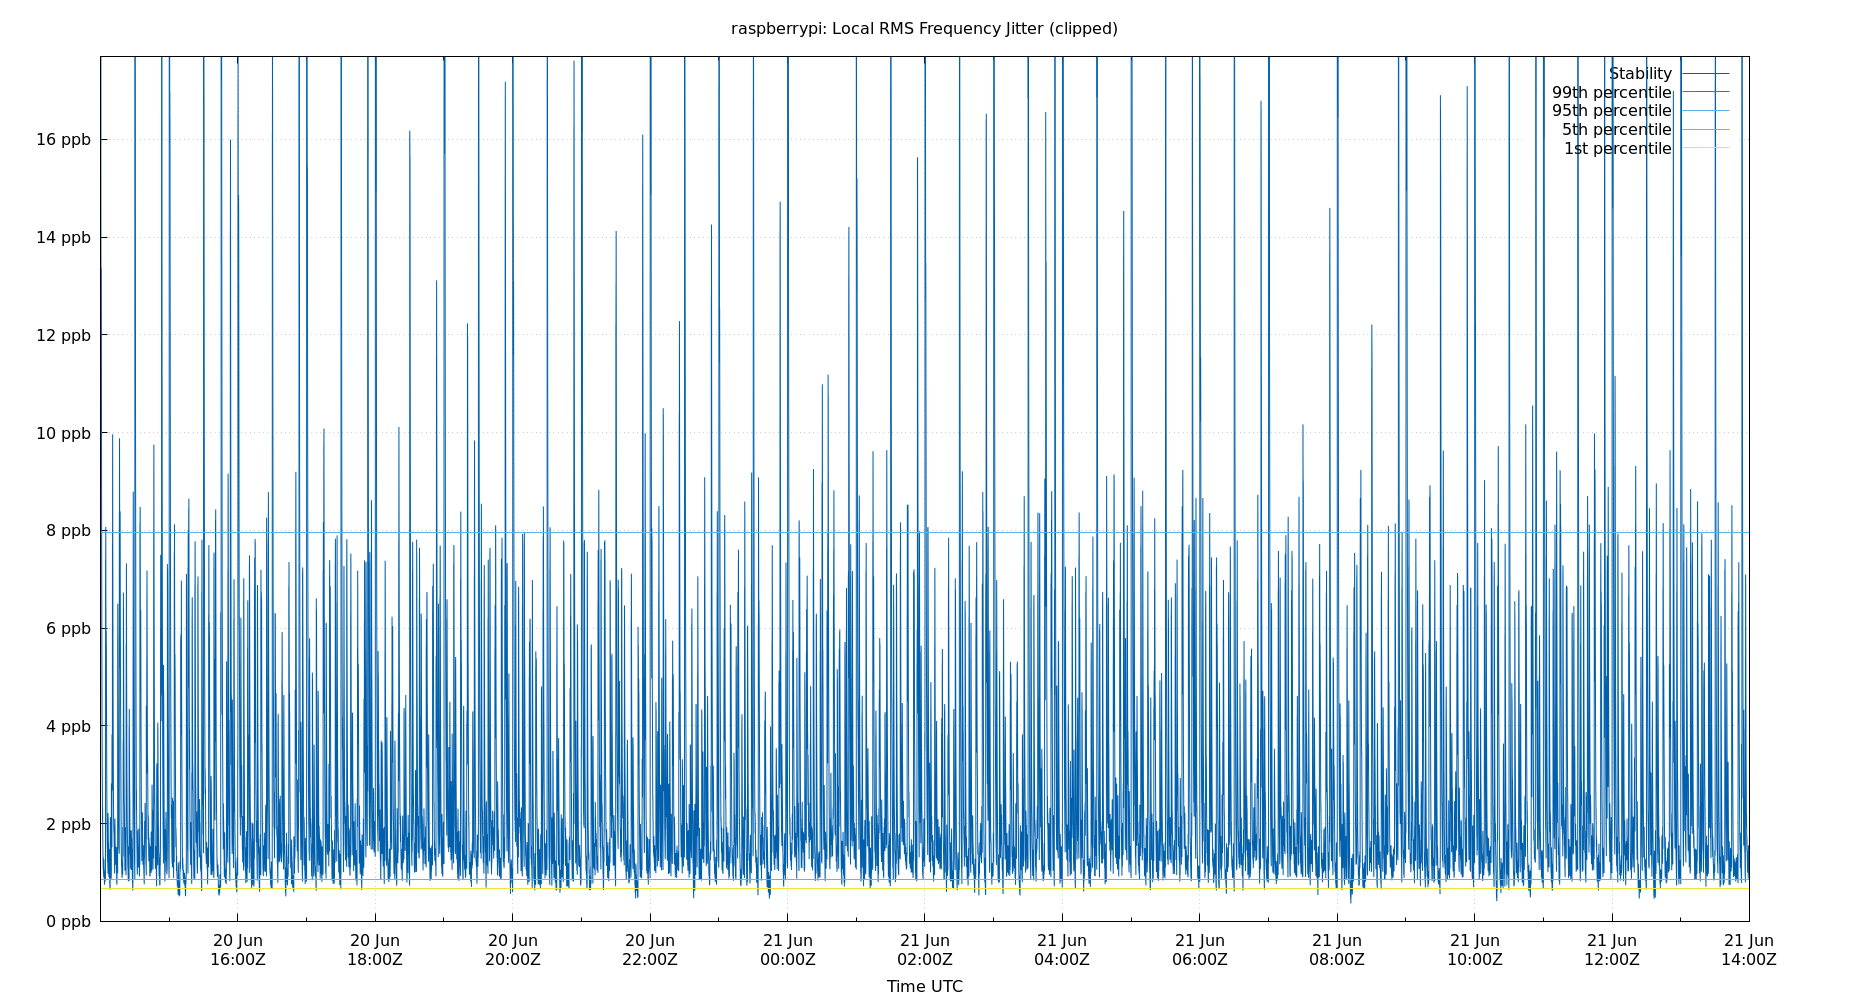 raspberrypi: Local RMS Frequency Jitter (clipped)
Stability
99th percentile
95th percentile
5th percentile
1st percentile
16 ppb
14 ppb
12 ppb
10 ppb
8 ppb
6 ppb
4 ppb
2 ppb
0 ppb
20 Jun 20 Jun 20 Jun 20 Jun 21 Jun 21 Jun 21 Jun 21 Jun 21 Jun 21 Jun 21 Jun 21 Jun
16:00Z 18:00Z 20:00Z 22:00Z 00:00Z 02:00Z 04:00Z 06:00Z 08:00Z 10:00Z 12:00Z 14:00Z
Time UTC